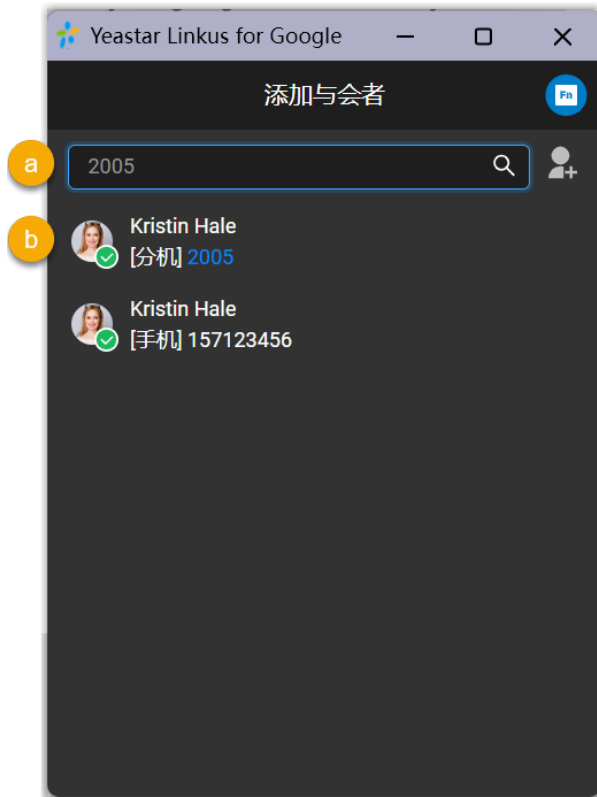 Yeastar Linkus for Google
添加与会者
Fn
a
2005
b
Kristin Hale
[分机] 2005
Kristin Hale
[手机] 157123456